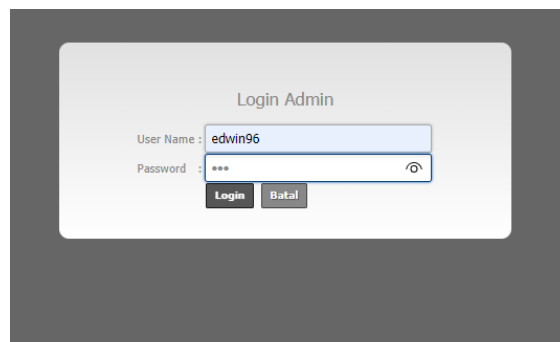 Login Admin
User Name : edwin96
Password : •••
Login Batal